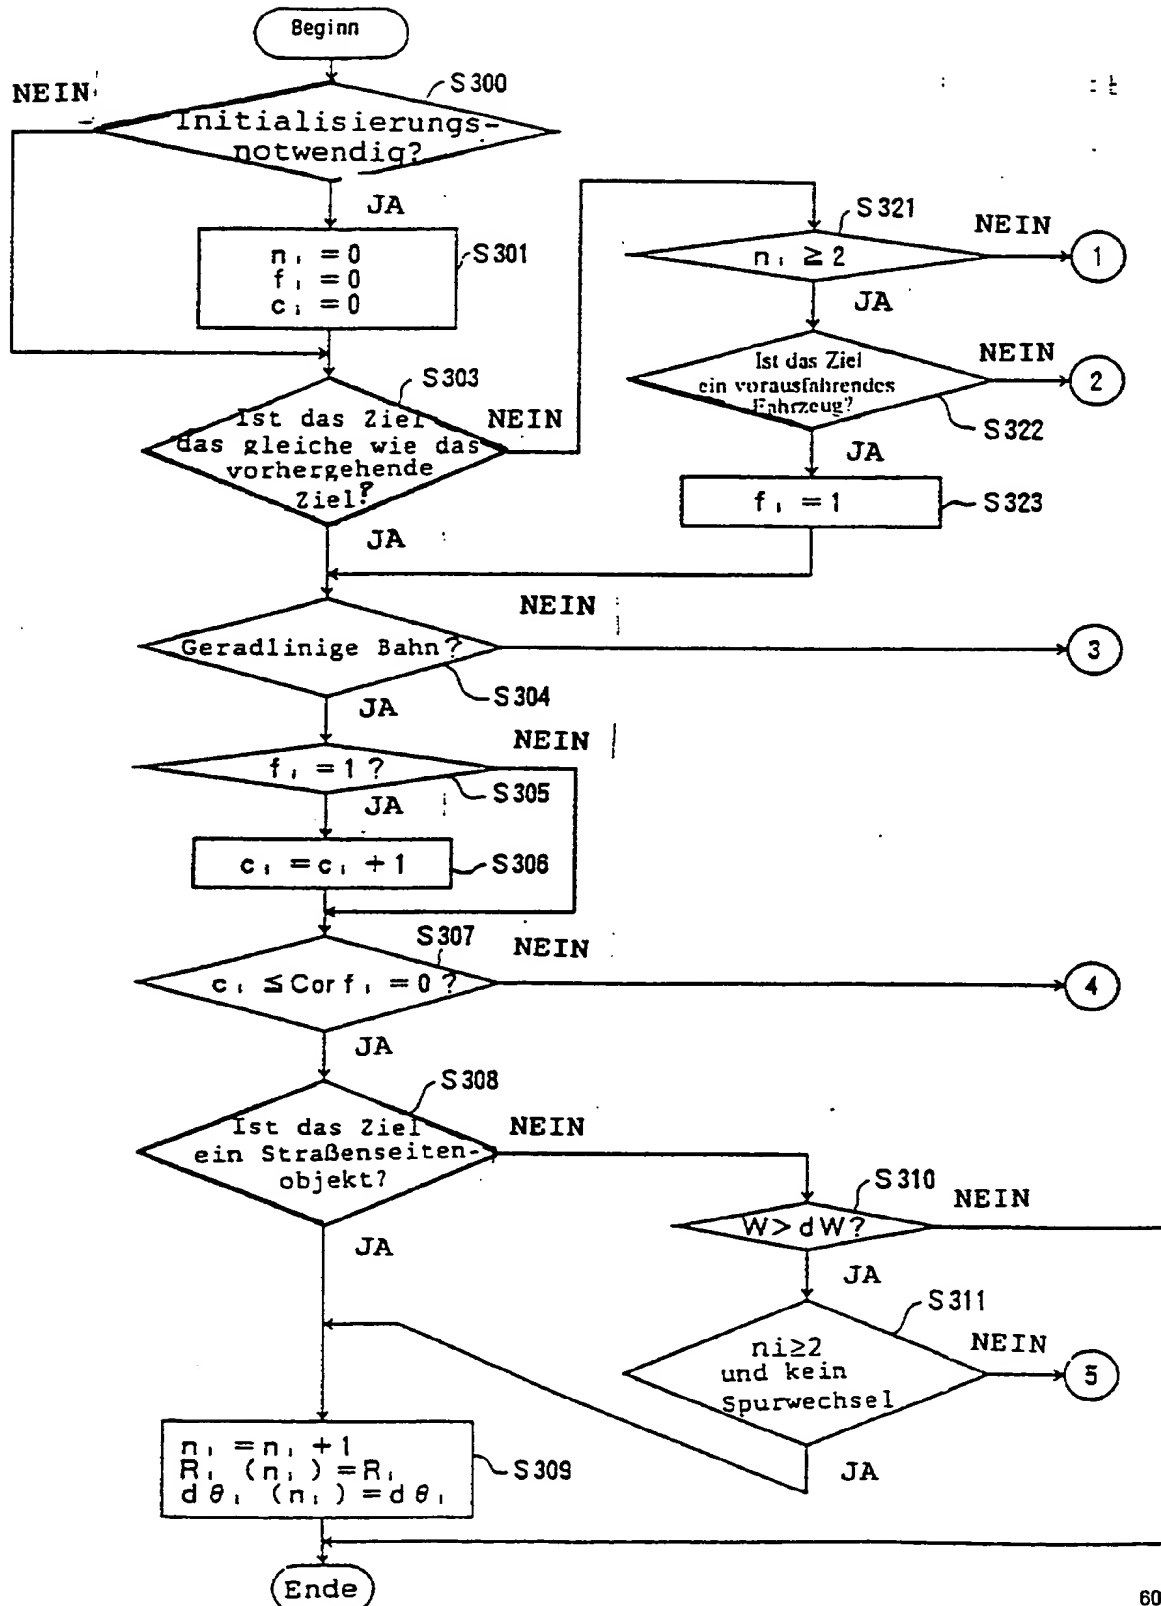 Beginn
S300
NEIN
Initialisierungs-
notwendig?
JA
S301
n i = 0
f i = 0
c i = 0
S321
NEIN
n i ≧ 2
1
JA
S303
Ist das Ziel
das gleiche wie das
vorhergehende
Ziel?
NEIN
JA
Ist das Ziel
ein vorausfahrendes
Fahrzeug?
NEIN
2
S322
JA
f i = 1
S323
NEIN
Geradlinige Bahn?
3
S304
JA
NEIN
f i = 1 ?
S305
JA
c i = c i + 1
S306
S307
NEIN
c i ≦ C or f i = 0 ?
4
JA
S308
Ist das Ziel
ein Straßenseiten-
objekt?
NEIN
JA
S310
NEIN
W > dW?
JA
S311
ni≥2
und kein
Spurwechsel
NEIN
5
JA
n i = n i + 1
R i (n i ) = R i
dθ i (n i ) = dθ i
S309
Ende
60